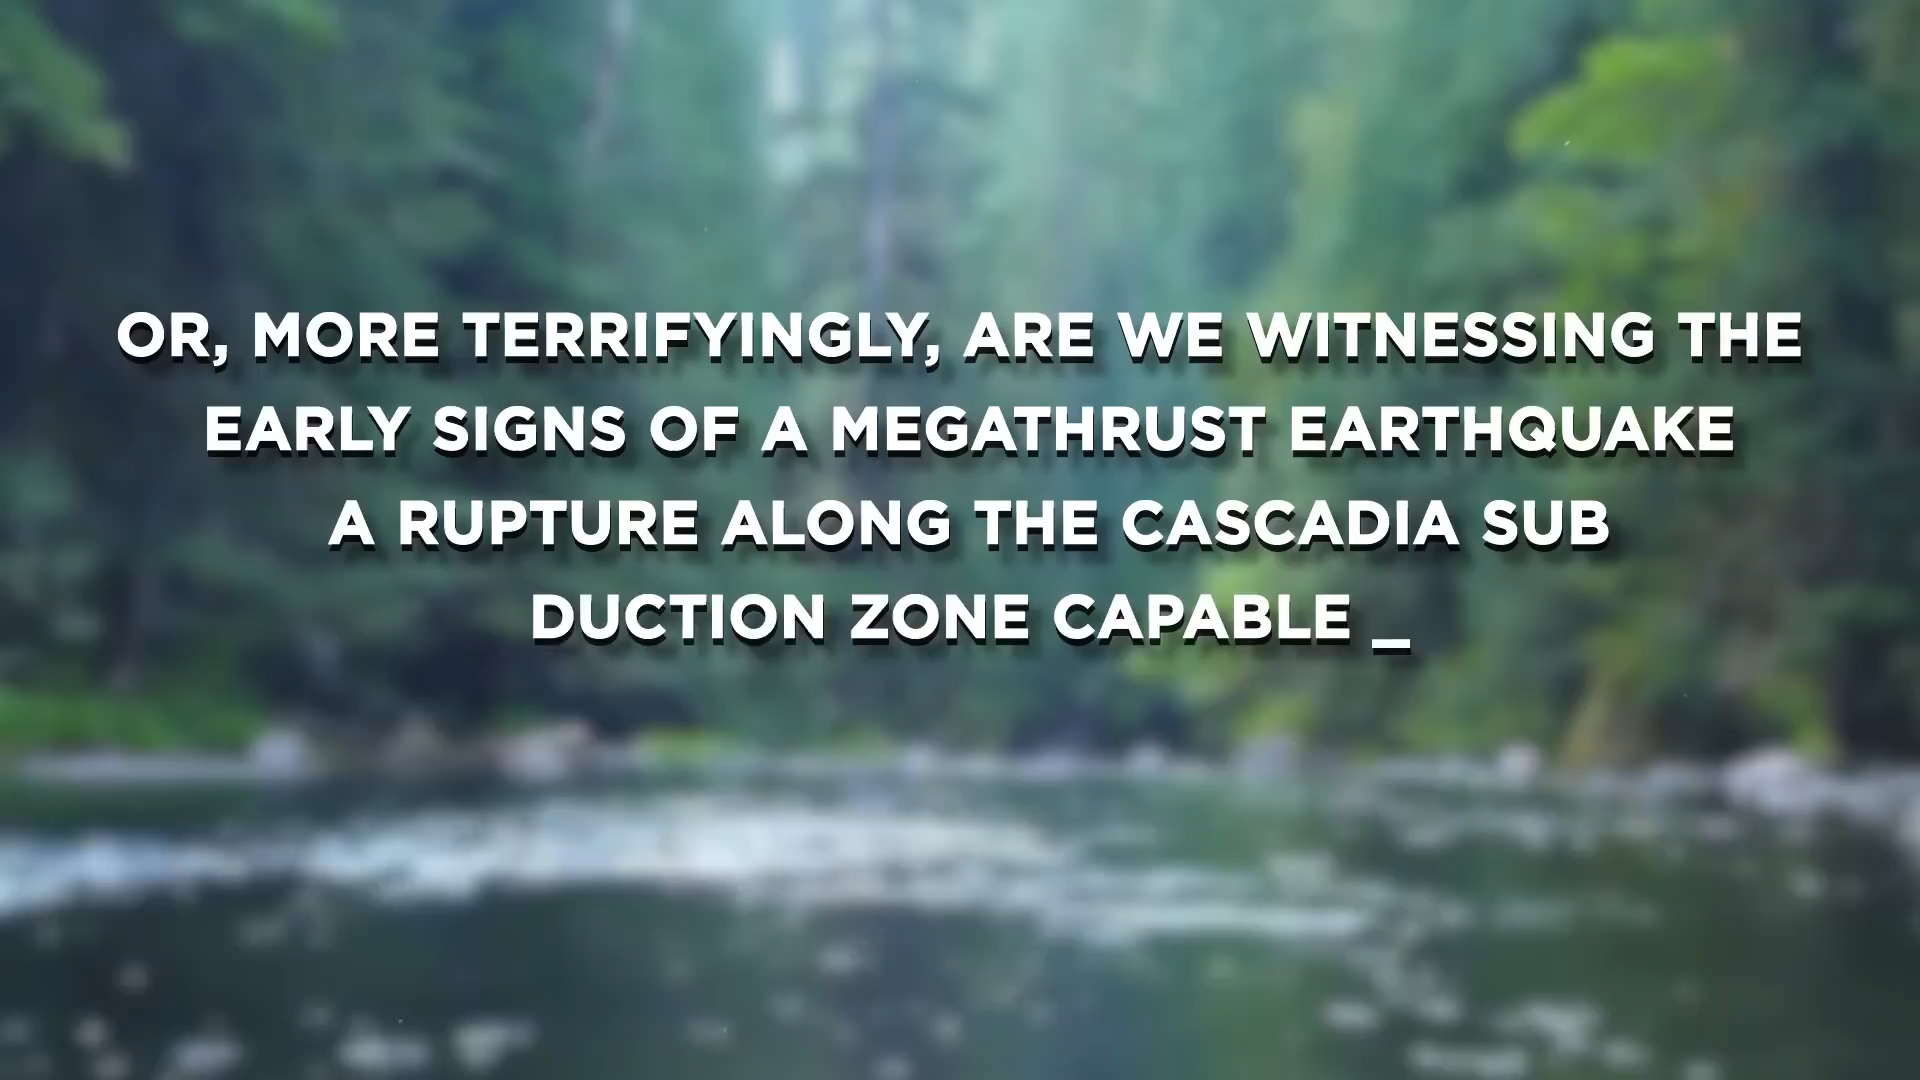 OR, MORE TERRIFYINGLY, ARE WE WITNESSING THE
EARLY SIGNS OF A MEGATHRUST EARTHQUAKE
A RUPTURE ALONG THE CASCADIA SUB
DUCTION ZONE CAPABLE _